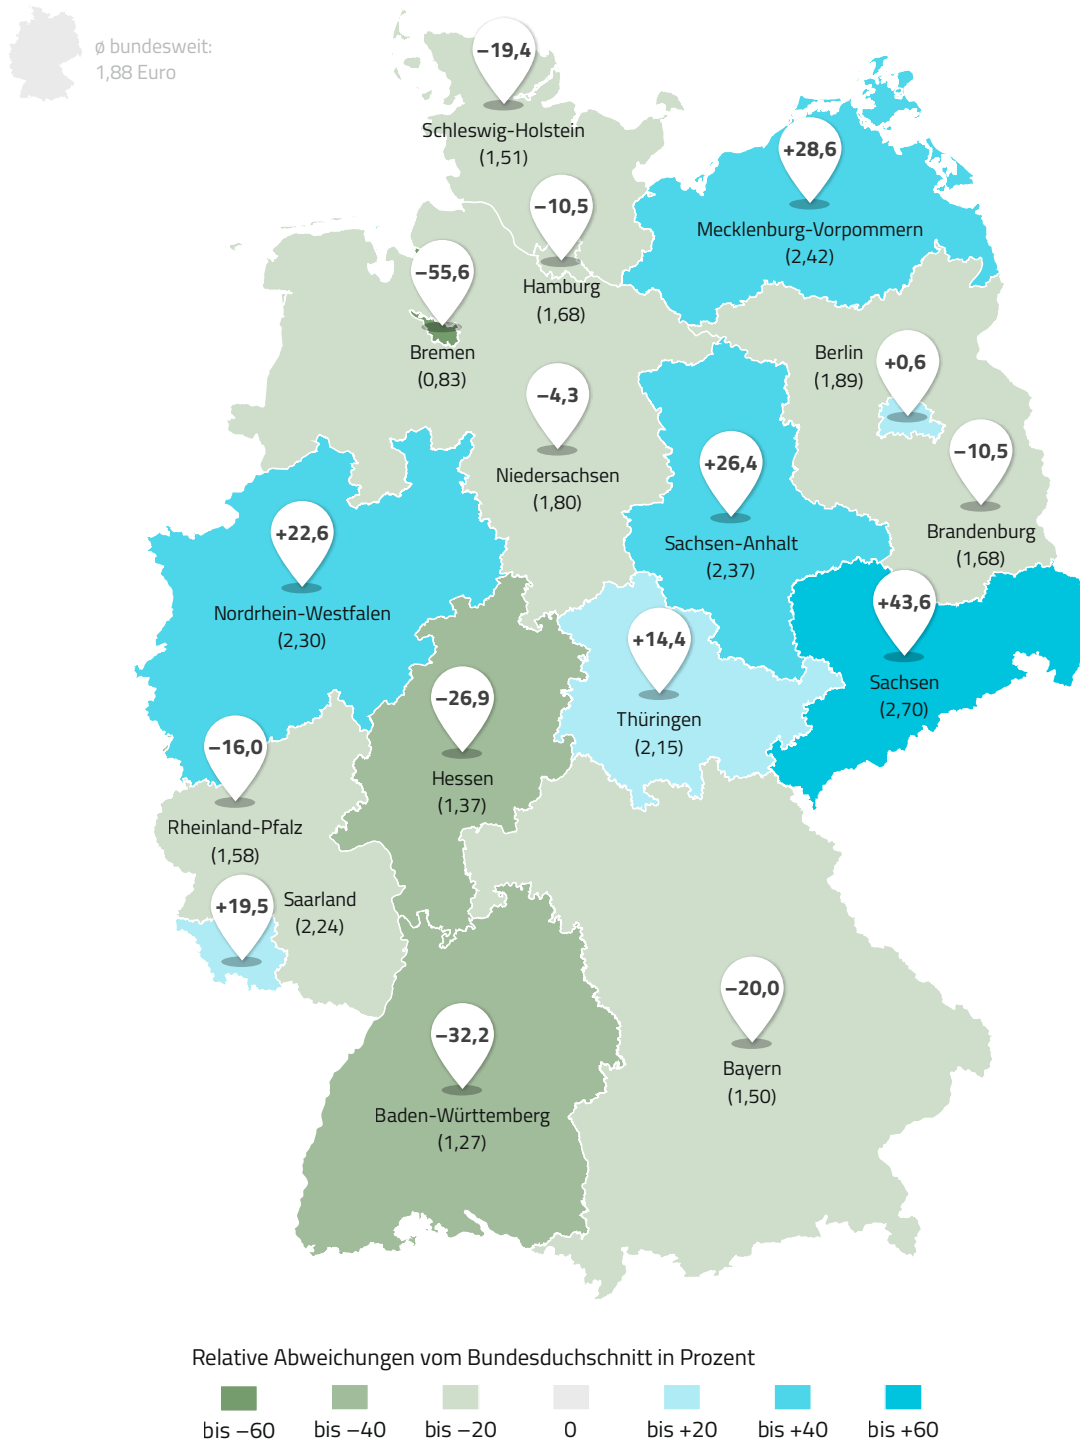 ø bundesweit:
1,88 Euro
–19,4
Schleswig-Holstein
(1,51)
+28,6
Mecklenburg-Vorpommern
(2,42)
–10,5
Hamburg
(1,68)
–55,6
Bremen
(0,83)
Berlin
(1,89)
+0,6
–4,3
Niedersachsen
(1,80)
–10,5
Brandenburg
(1,68)
+26,4
Sachsen-Anhalt
(2,37)
+22,6
Nordrhein-Westfalen
(2,30)
+43,6
Sachsen
(2,70)
+14,4
Thüringen
(2,15)
–26,9
Hessen
(1,37)
–16,0
Rheinland-Pfalz
(1,58)
+19,5
Saarland
(2,24)
–20,0
Bayern
(1,50)
–32,2
Baden-Württemberg
(1,27)
Relative Abweichungen vom Bundesduchschnitt in Prozent
bis –60 bis –40 bis –20 0 bis +20 bis +40 bis +60